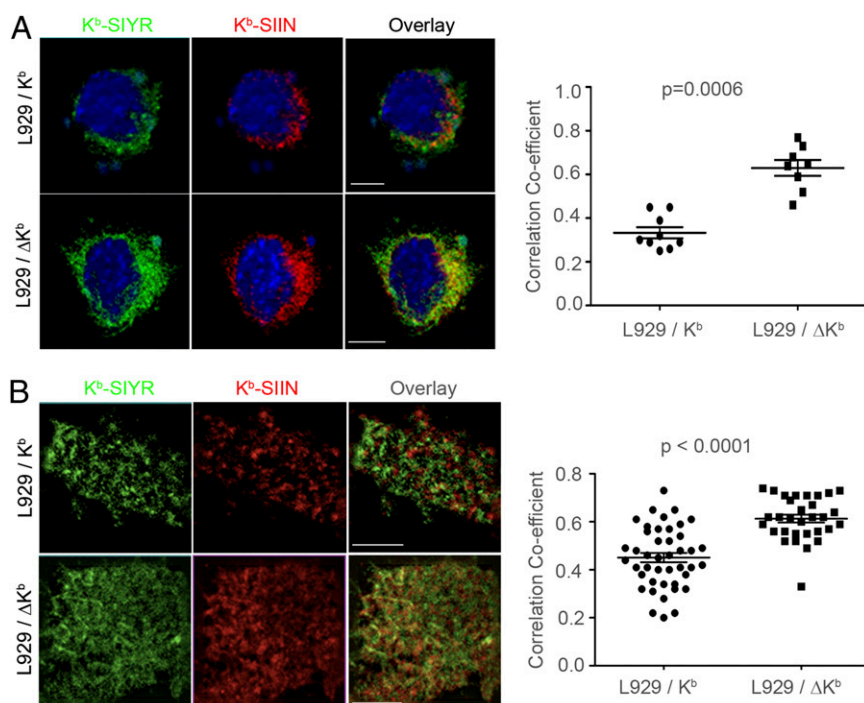 A
Kᵇ-SIYR Kᵇ-SIIN Overlay
L929 / Kᵇ
L929 / ΔKᵇ
p=0.0006
Correlation Co-efficient
1.0
0.8
0.6
0.4
0.2
0.0
L929 / Kᵇ L929 / ΔKᵇ
B
Kᵇ-SIYR Kᵇ-SIIN Overlay
L929 / Kᵇ
L929 / ΔKᵇ
p < 0.0001
Correlation Co-efficient
0.8
0.6
0.4
0.2
0.0
L929 / Kᵇ L929 / ΔKᵇ